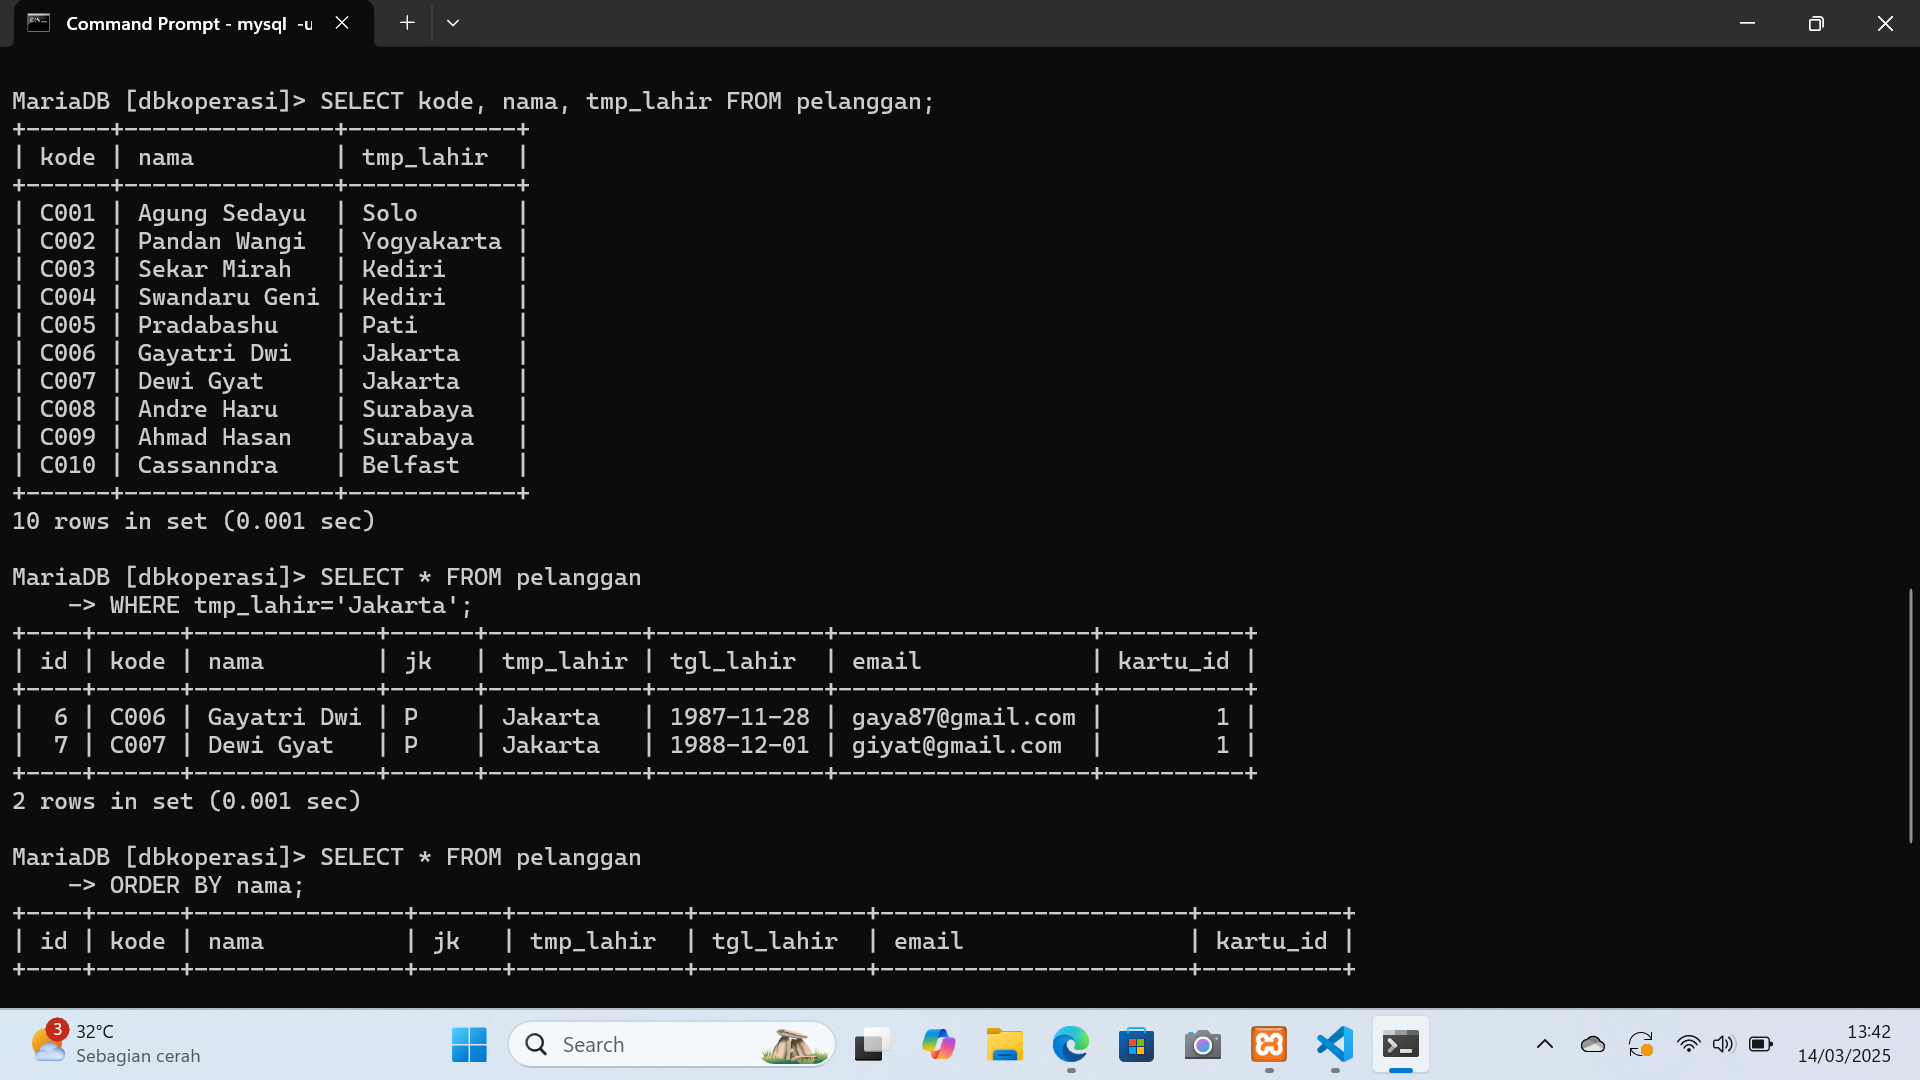 Command Prompt - mysql -u
MariaDB [dbkoperasi]> SELECT kode, nama, tmp_lahir FROM pelanggan;
+------+---------------+------------+
| kode | nama          | tmp_lahir  |
+------+---------------+------------+
| C001 | Agung Sedayu  | Solo       |
| C002 | Pandan Wangi  | Yogyakarta |
| C003 | Sekar Mirah   | Kediri     |
| C004 | Swandaru Geni | Kediri     |
| C005 | Pradabashu    | Pati       |
| C006 | Gayatri Dwi   | Jakarta    |
| C007 | Dewi Gyat     | Jakarta    |
| C008 | Andre Haru    | Surabaya   |
| C009 | Ahmad Hasan   | Surabaya   |
| C010 | Cassanndra    | Belfast    |
+------+---------------+------------+
10 rows in set (0.001 sec)
MariaDB [dbkoperasi]> SELECT * FROM pelanggan
    -> WHERE tmp_lahir='Jakarta';
+----+------+-------------+------+-----------+------------+------------------+----------+
| id | kode | nama        | jk   | tmp_lahir | tgl_lahir  | email            | kartu_id |
+----+------+-------------+------+-----------+------------+------------------+----------+
|  6 | C006 | Gayatri Dwi | P    | Jakarta   | 1987-11-28 | gaya87@gmail.com |        1 |
|  7 | C007 | Dewi Gyat   | P    | Jakarta   | 1988-12-01 | giyat@gmail.com  |        1 |
+----+------+-------------+------+-----------+------------+------------------+----------+
2 rows in set (0.001 sec)
MariaDB [dbkoperasi]> SELECT * FROM pelanggan
    -> ORDER BY nama;
+----+------+---------------+------+------------+------------+----------------------+----------+
| id | kode | nama          | jk   | tmp_lahir  | tgl_lahir  | email                | kartu_id |
+----+------+---------------+------+------------+------------+----------------------+----------+
3
32°C
Sebagian cerah
Search
13:42
14/03/2025